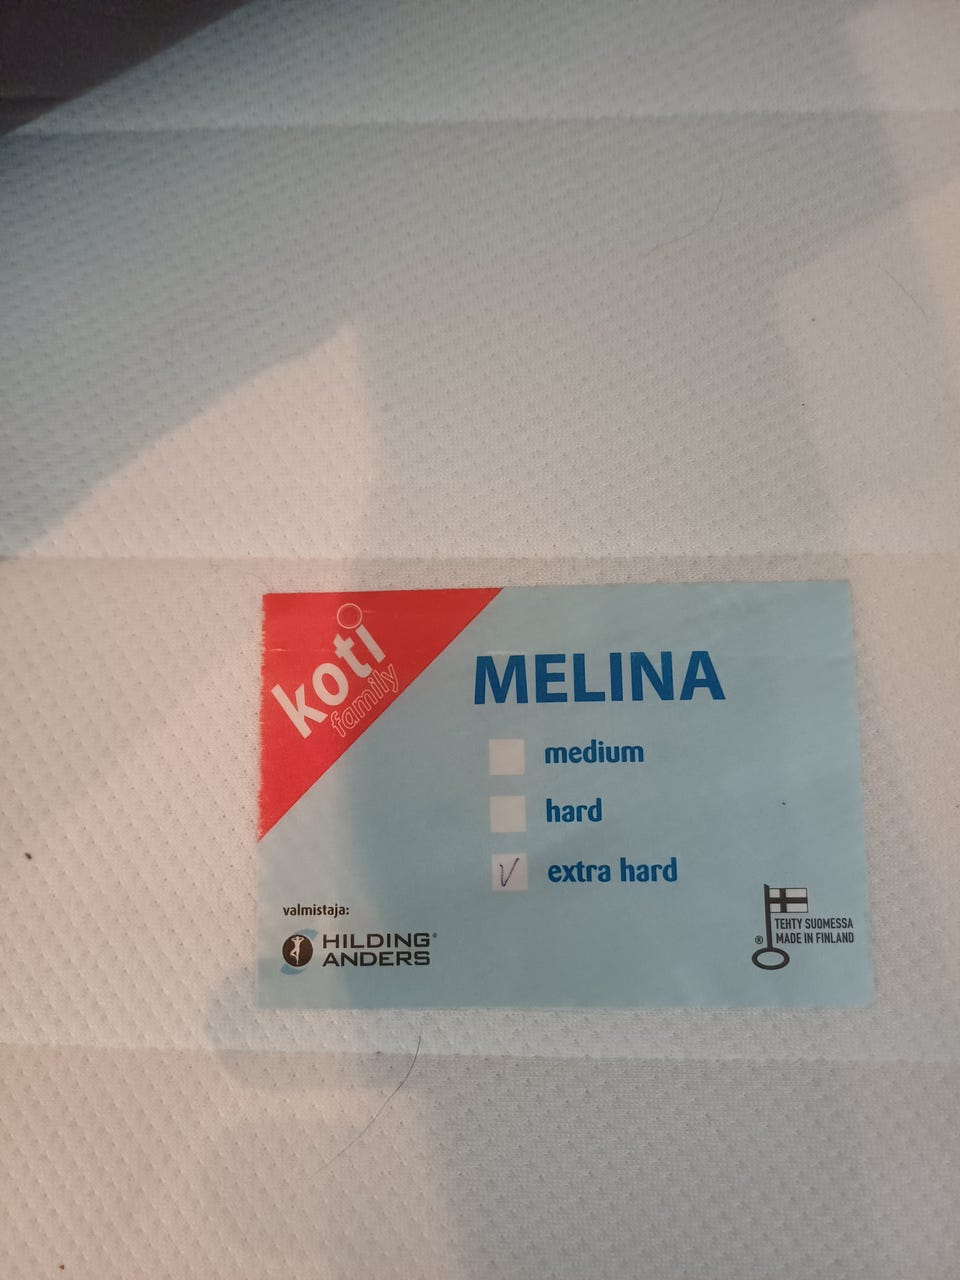 koti
family
MELINA
medium
hard
extra hard
valmistaja:
HILDING®
ANDERS
TEHTY SUOMESSA
® MADE IN FINLAND